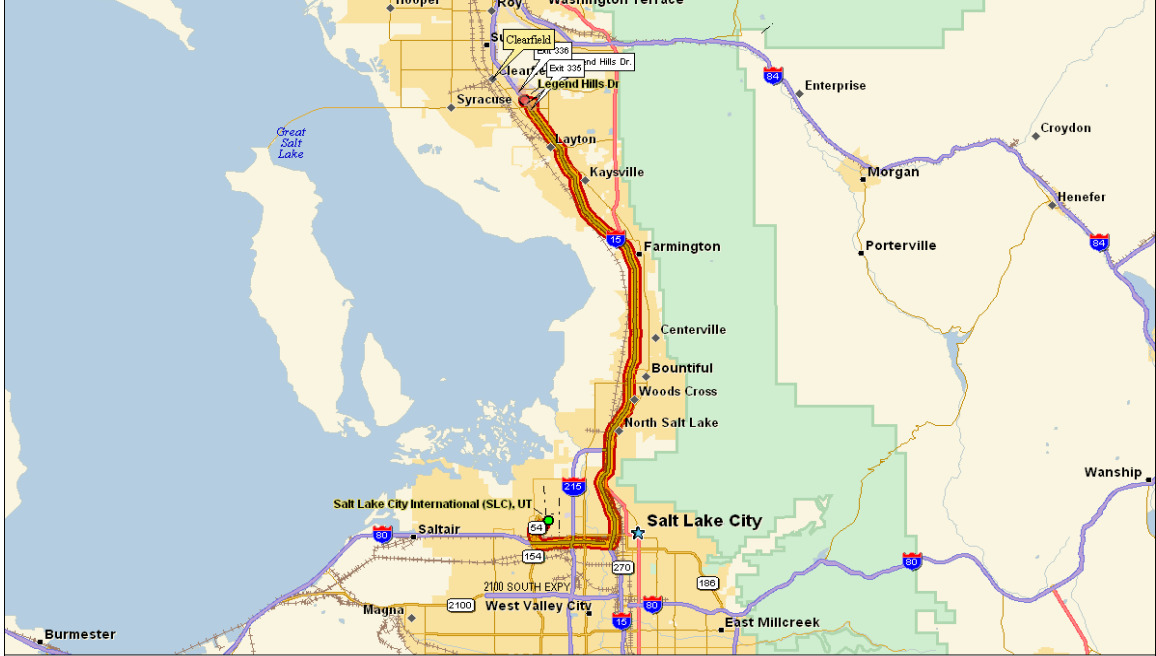 Hooper
Roy
Washington Terrace
Clearfield
Exit 336
end Hills Dr.
Exit 335
Legend Hills Dr
84
Enterprise
Syracuse
Croydon
Great
Salt
Lake
Layton
Kaysville
Morgan
Henefer
15
Farmington
Porterville
84
Centerville
Bountiful
Woods Cross
North Salt Lake
Wanship
215
Salt Lake City International (SLC), UT
54
Salt Lake City
80
Saltair
154
270
80
186
2100 SOUTH EXPY
2100
West Valley City
80
Magna
15
East Millcreek
Burmester